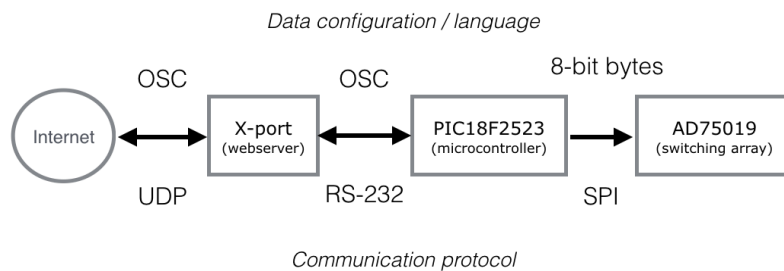 Data configuration / language
OSC
OSC
8-bit bytes
Internet
X-port
(webserver)
PIC18F2523
(microcontroller)
AD75019
(switching array)
UDP
RS-232
SPI
Communication protocol